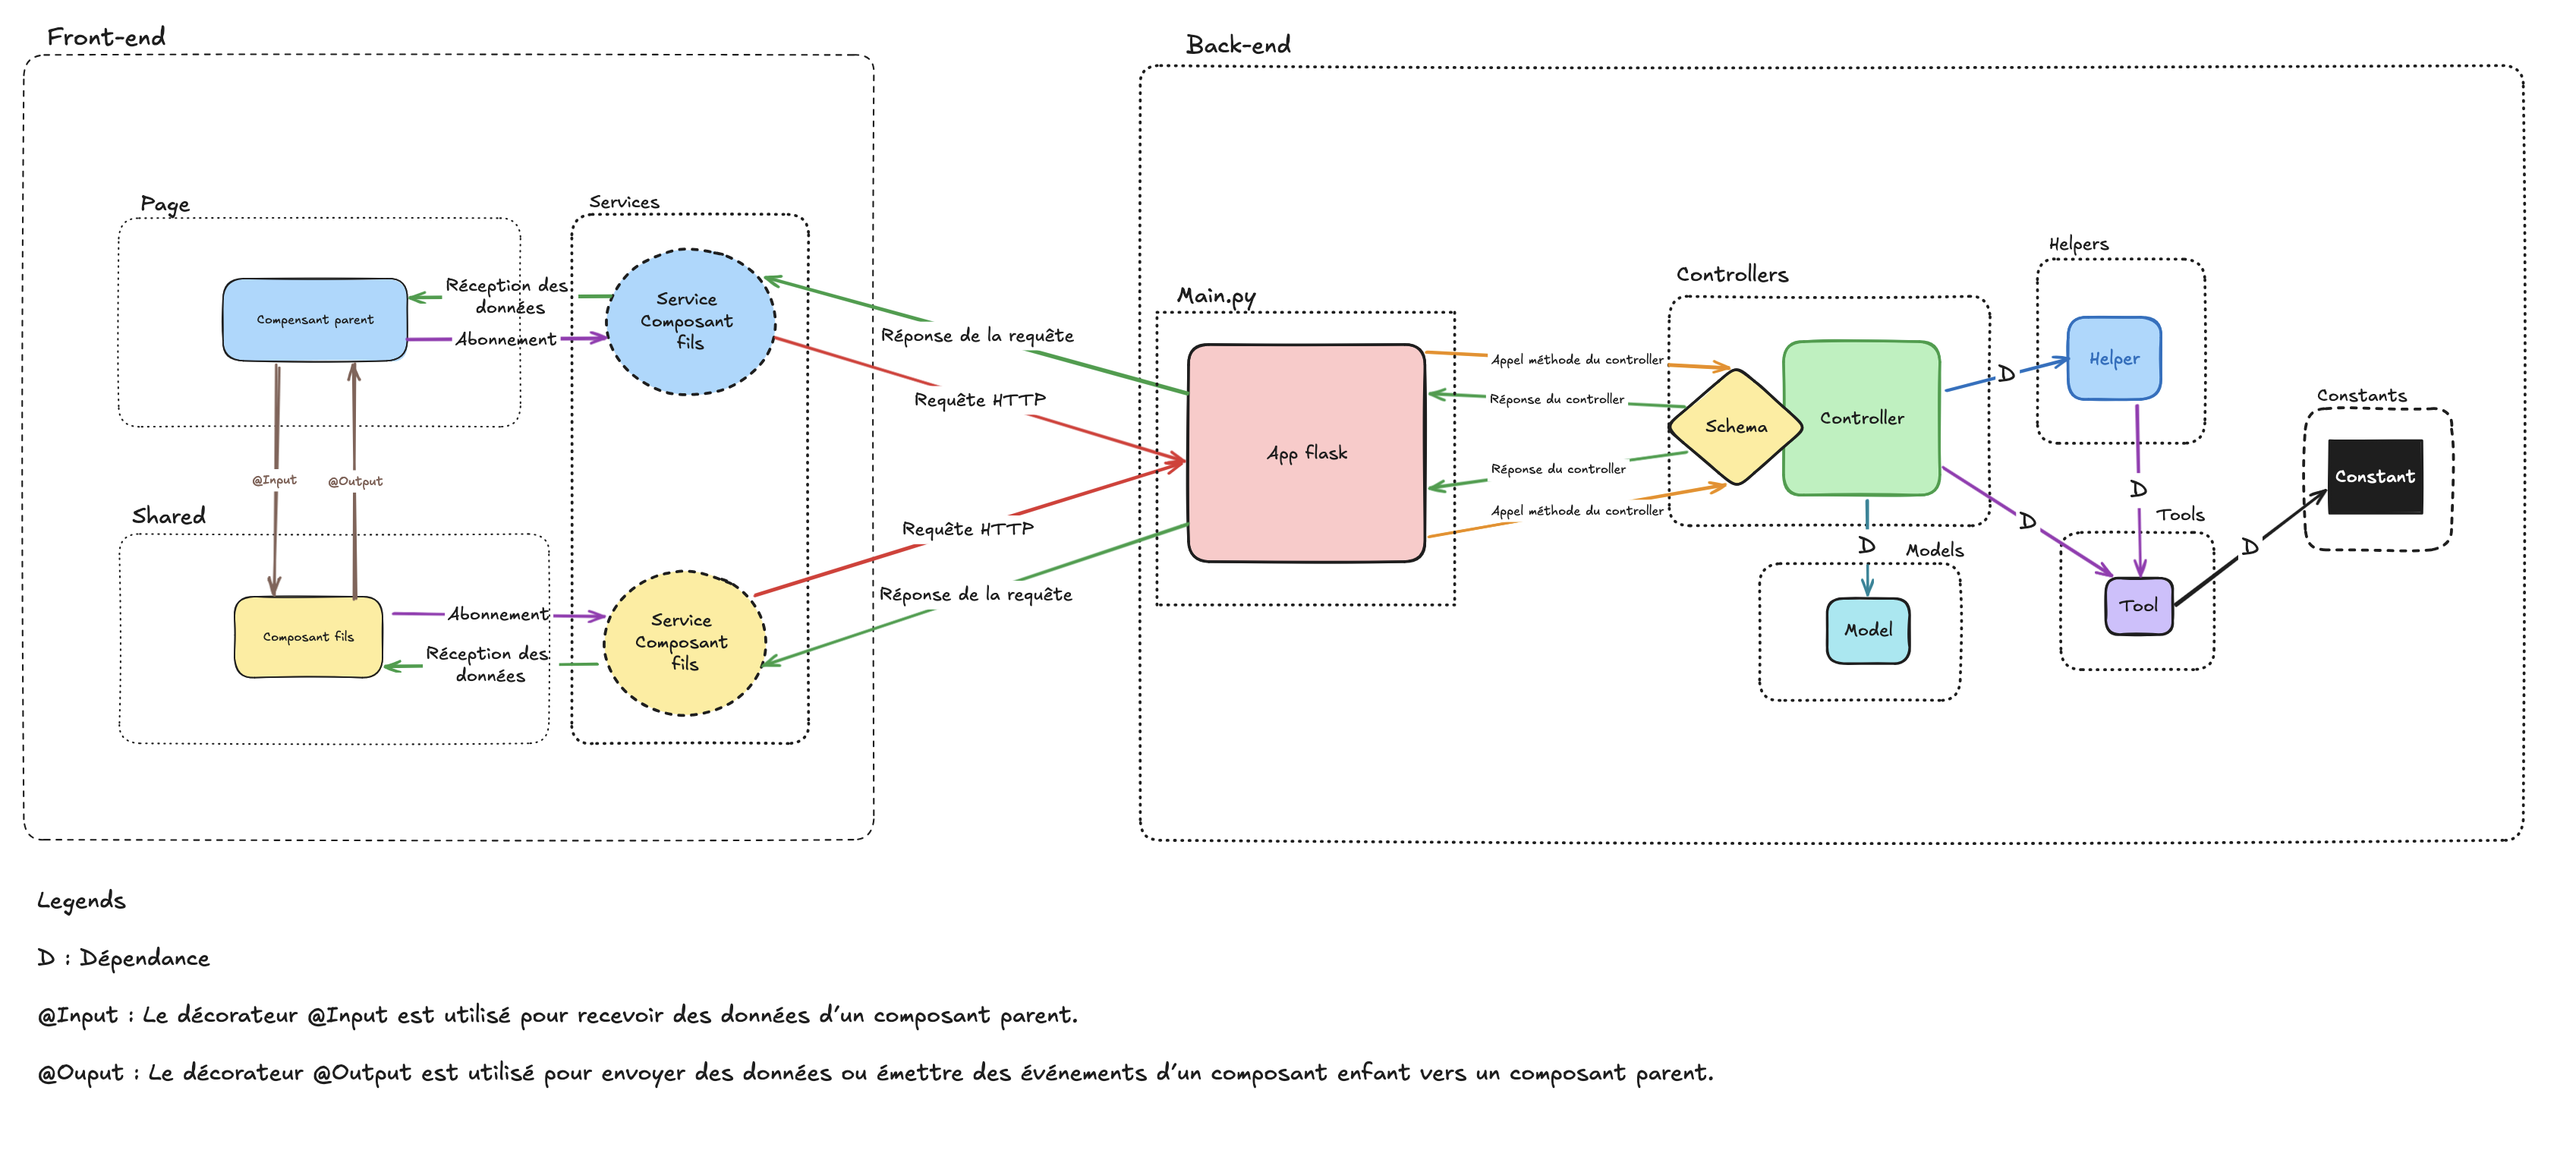 Front-end
Back-end
Page
Services
Compensant parent
Réception des
données
Abonnement
Service
Composant
fils
@Input
@Output
Shared
Composant fils
Abonnement
Réception des
données
Service
Composant
fils
Réponse de la requête
Requête HTTP
Requête HTTP
Réponse de la requête
Main.py
App flask
Appel méthode du controller
Réponse du controller
Réponse du controller
Appel méthode du controller
Controllers
Schema
Controller
D
Models
Model
Helpers
D
Helper
D
D
Tools
Tool
D
Constants
Constant
Legends
D : Dépendance
@Input : Le décorateur @Input est utilisé pour recevoir des données d'un composant parent.
@Ouput : Le décorateur @Output est utilisé pour envoyer des données ou émettre des événements d'un composant enfant vers un composant parent.